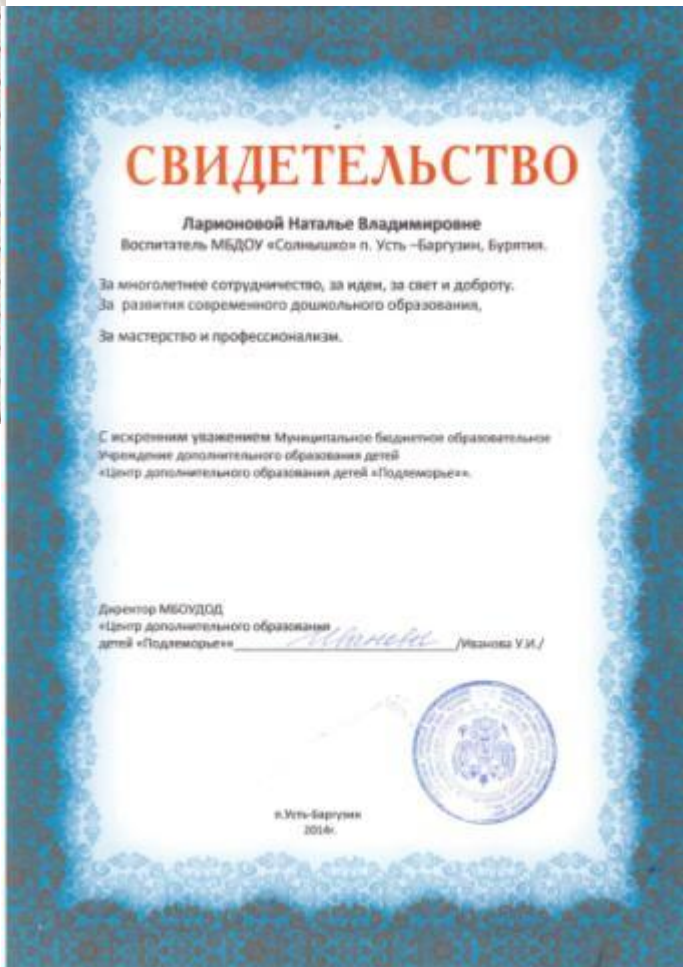 СВИДЕТЕЛЬСТВО
Ларионовой Наталье Владимировне
Воспитатель МБДОУ «Солнышко» п. Усть –Баргузин, Бурятия.
За многолетнее сотрудничество, за идеи, за свет и доброту.
За развития современного дошкольного образования,
За мастерство и профессионализм.
С искренним уважением Муниципальное бюджетное образовательное
Учреждение дополнительного образования детей
«Центр дополнительного образования детей «Подлеморье»».
Директор МБОУДОД
«Центр дополнительного образования
детей «Подлеморье»» Иванова /Иванова У.И./
п.Усть-Баргузин
2014г.